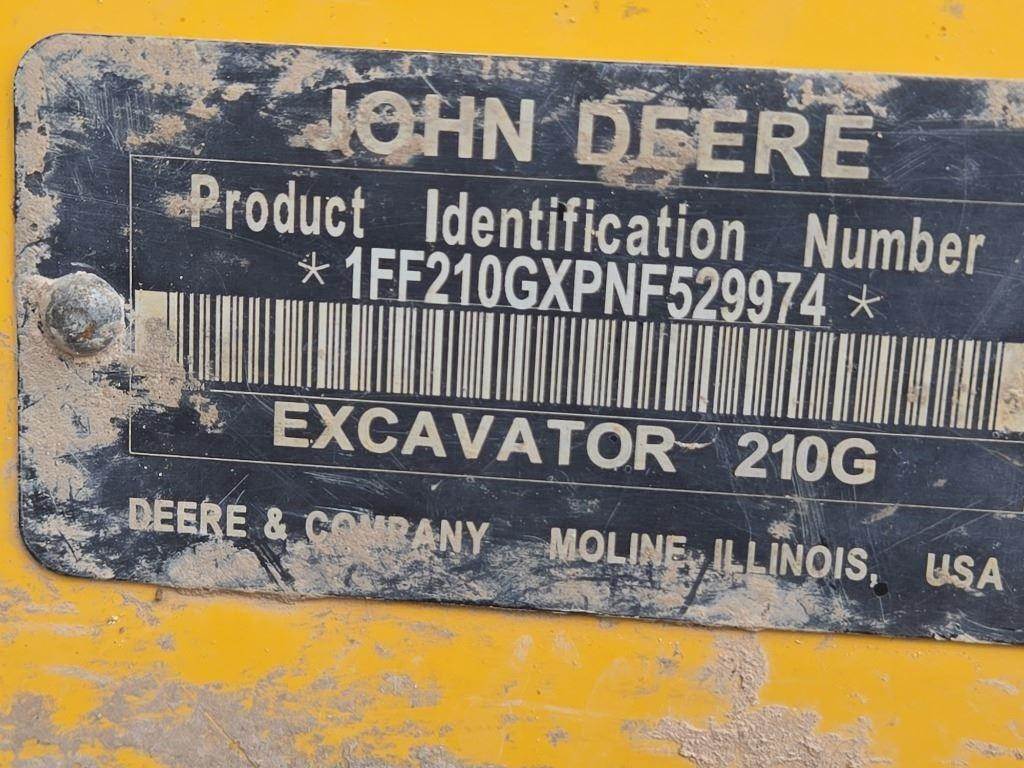 JOHN DEERE
Product Identification Number
* 1FF210GXPNF529974 *
EXCAVATOR 210G
DEERE & COMPANY MOLINE, ILLINOIS, USA